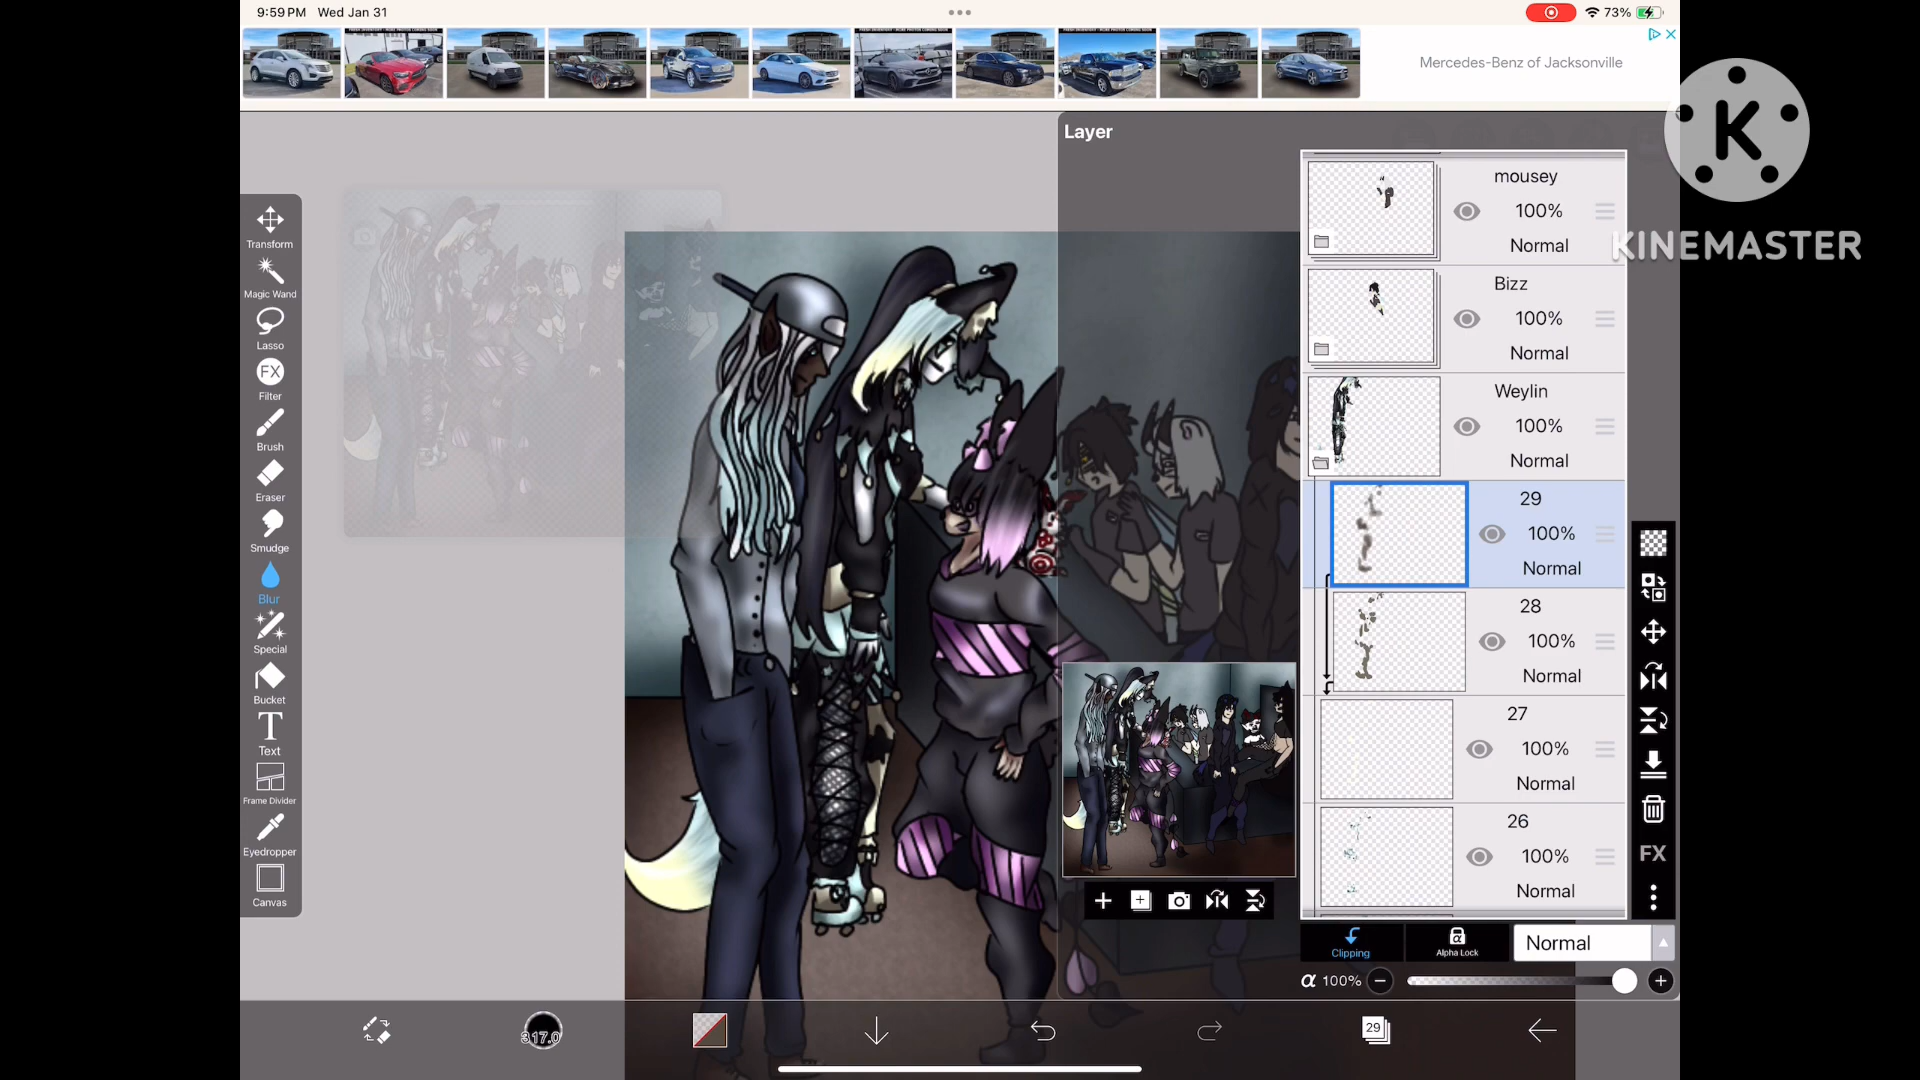 9:59 PM Wed Jan 31
73%
Mercedes-Benz of Jacksonville
K
KINEMASTER
Layer
Transform
Magic Wand
Lasso
FX
Filter
Brush
Eraser
Smudge
Blur
Special
Bucket
T
Text
Frame Divider
Eyedropper
Canvas
mousey
100%
Normal
Bizz
100%
Normal
Weylin
100%
Normal
29
100%
Normal
28
100%
Normal
27
100%
Normal
26
100%
Normal
FX
Clipping
Alpha Lock
Normal
α 100%
317.0
29